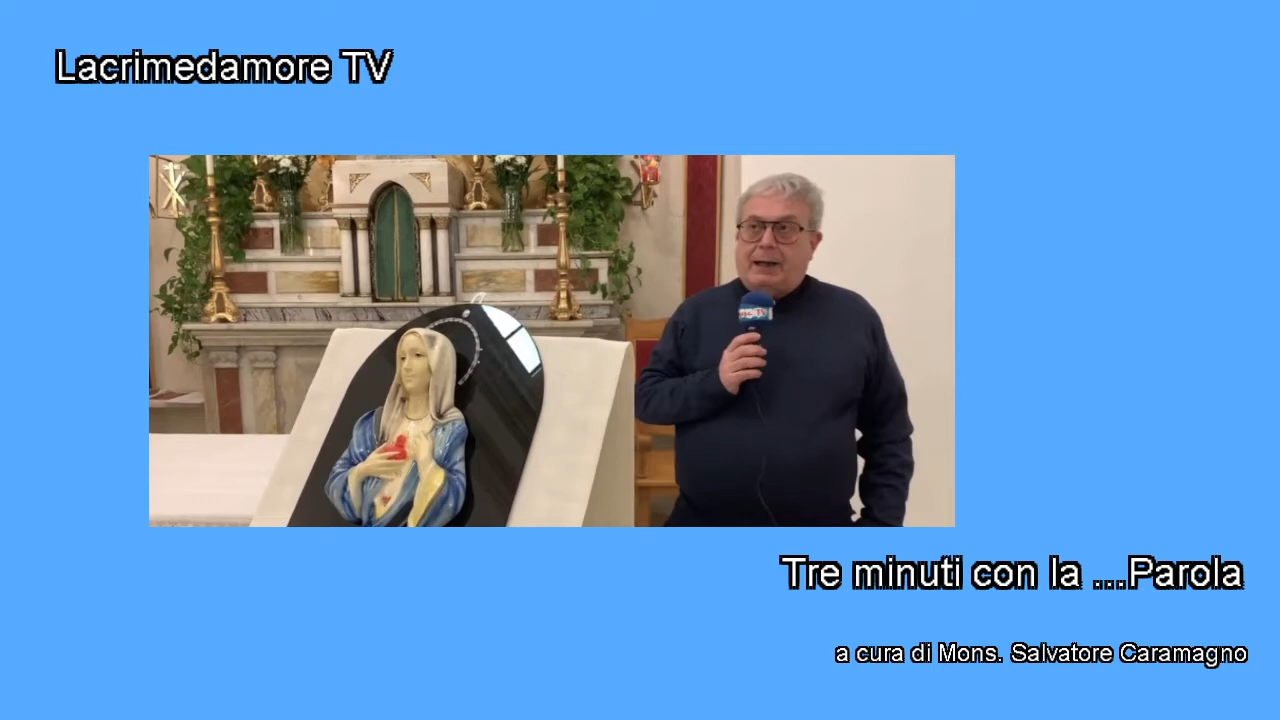 Lacrimedamore TV
Tre minuti con la ...Parola
a cura di Mons. Salvatore Caramagno